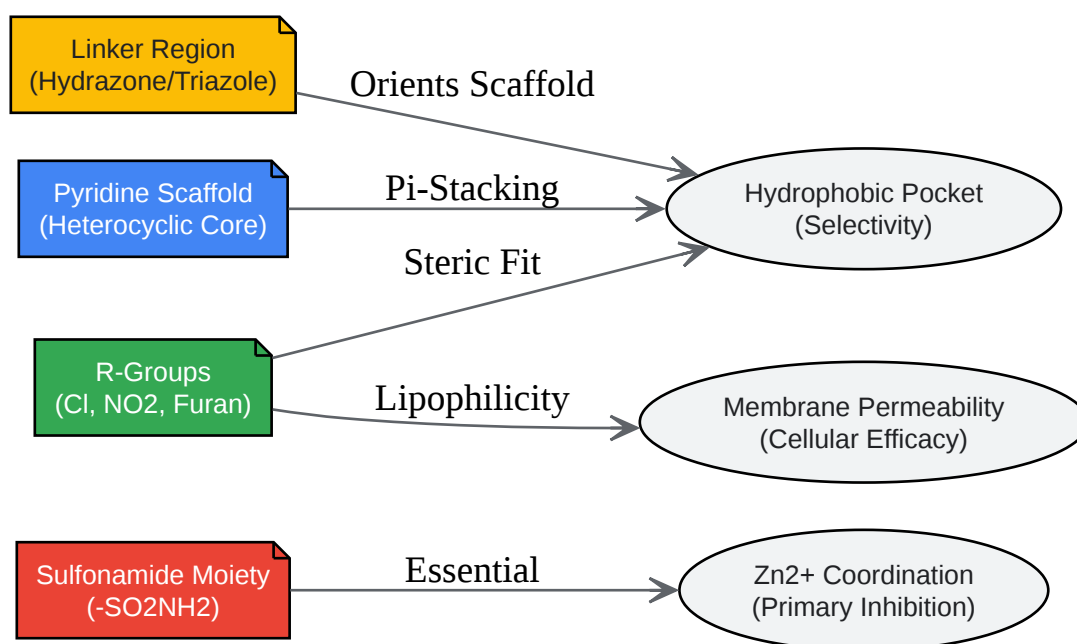 Linker Region
(Hydrazone/Triazole)
Orients Scaffold
Pyridine Scaffold
(Heterocyclic Core)
Pi-Stacking
Hydrophobic Pocket
(Selectivity)
Steric Fit
R-Groups
(Cl, NO2, Furan)
Lipophilicity
Membrane Permeability
(Cellular Efficacy)
Sulfonamide Moiety
(-SO2NH2)
Essential
Zn2+ Coordination
(Primary Inhibition)